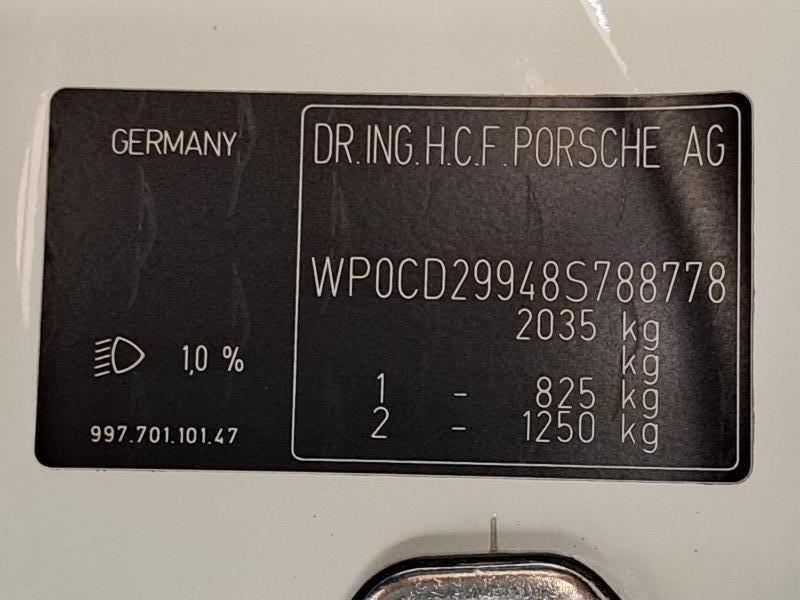 GERMANY
DR.ING.H.C.F.PORSCHE AG
WP0CD29948S788778
2035 kg
kg
1 - 825 kg
2 - 1250 kg
1,0 %
997.701.101.47